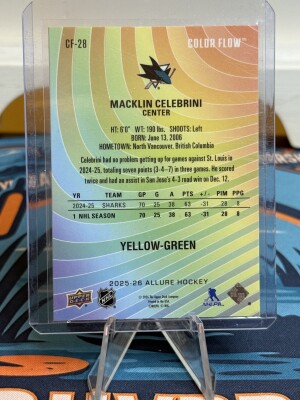 CF-28
COLOR FLOW™
MACKLIN CELEBRINI
CENTER
HT: 6'0" WT: 190 lbs. SHOOTS: Left
BORN: June 13, 2006
HOMETOWN: North Vancouver, British Columbia
Celebrini had no problem getting up for games against St. Louis in
2024-25, totaling seven points (3-4–7) in three games. He scored
twice and had an assist in San Jose's 4-3 road win on Dec. 12.
YR TEAM GP G A PTS +/- PIM PPG
2024-25 SHARKS 70 25 38 63 -31 28 8
1 NHL SEASON 70 25 38 63 -31 28 8
YELLOW-GREEN
2025-26 ALLURE HOCKEY
UPPER DECK
NHL
NHLPA